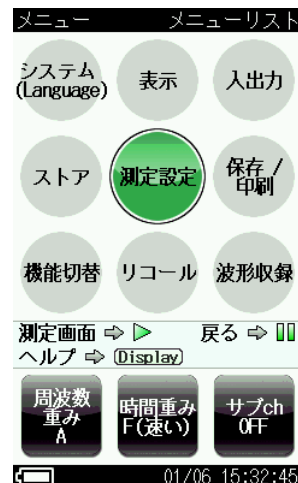 メニュー メニューリスト
システム
(Language)
表示
入出力
ストア
測定設定
保存 /
印刷
機能切替
リコール
波形収録
測定画面 ⇨ ▷ 戻る ⇨ 00
ヘルプ ⇨ Display
周波数
重み
A
時間重み
F(速い)
サブch
OFF
01/06 15:32:45